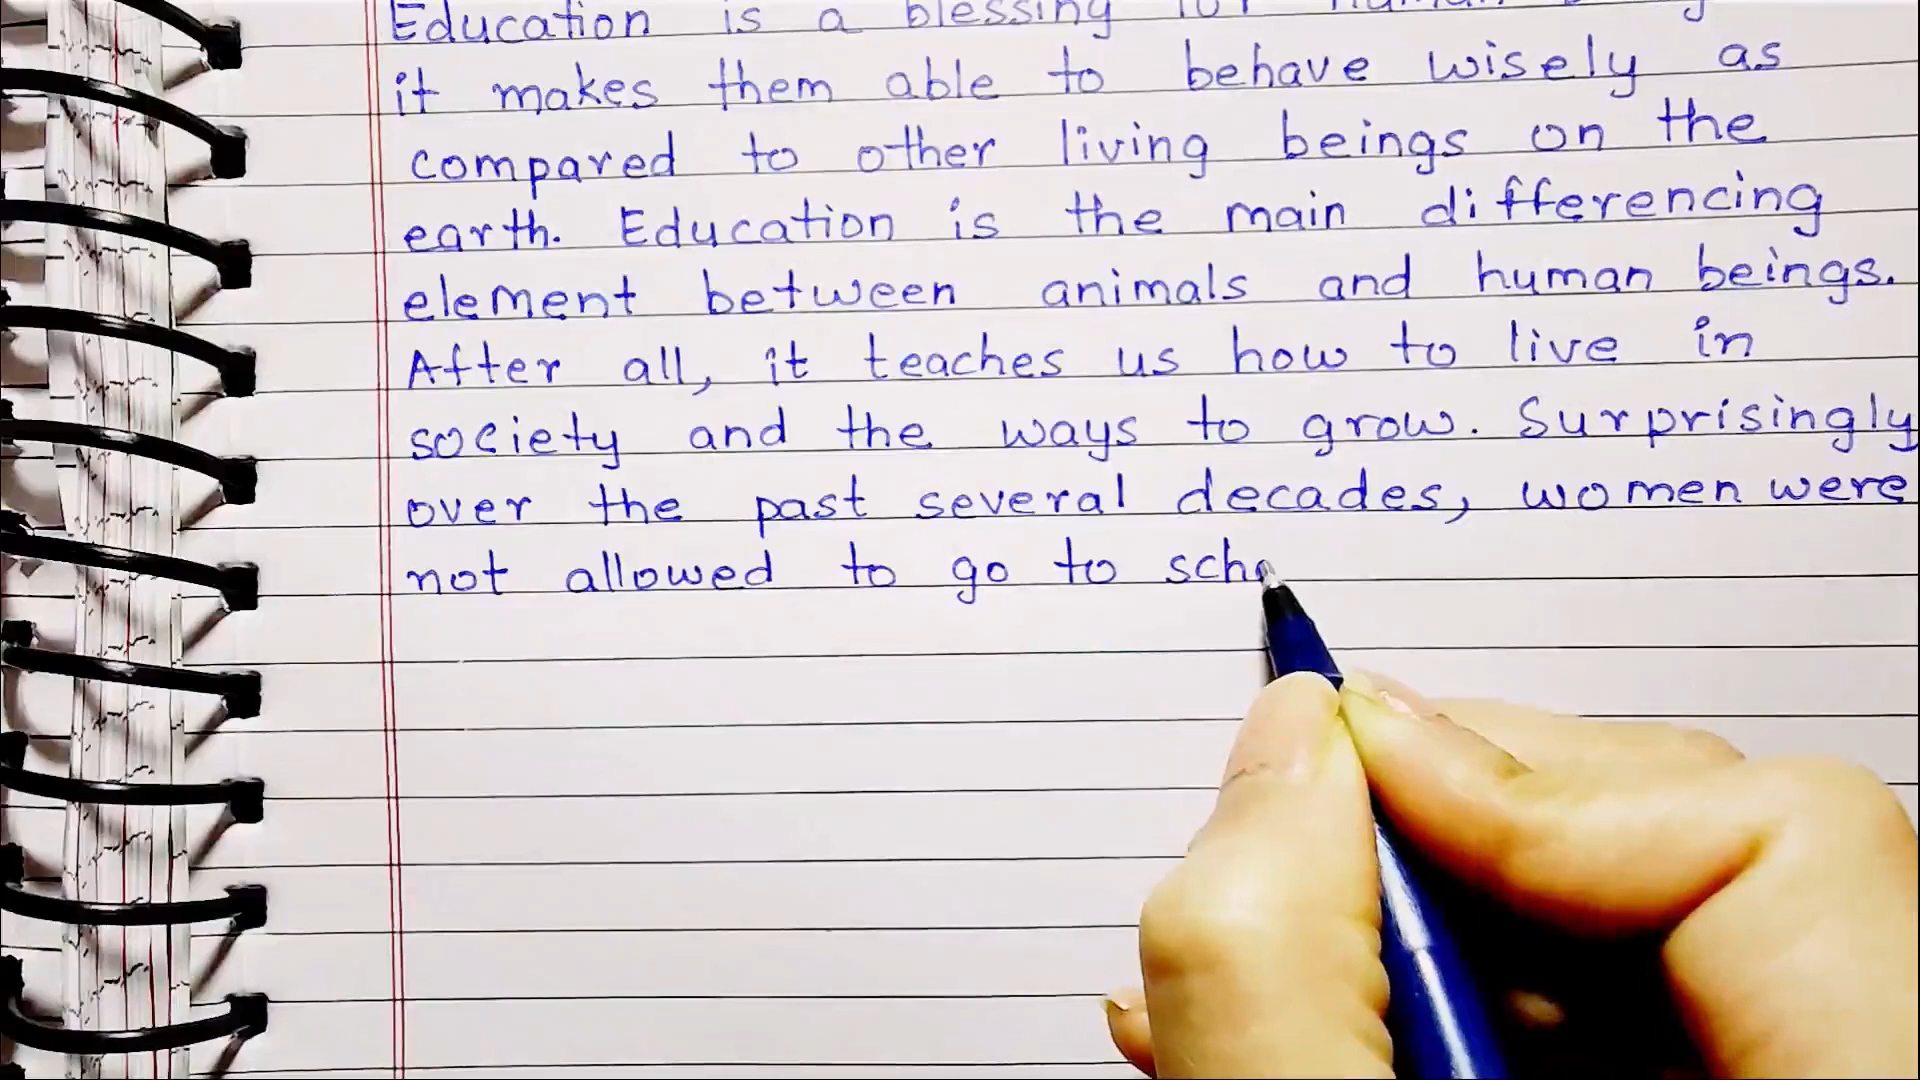 Education is a blessing for human
it makes them able to behave wisely as
compared to other living beings on the
earth. Education is the main differencing
element between animals and human beings.
After all, it teaches us how to live in
society and the ways to grow. Surprisingly
over the past several decades, women were
not allowed to go to scho